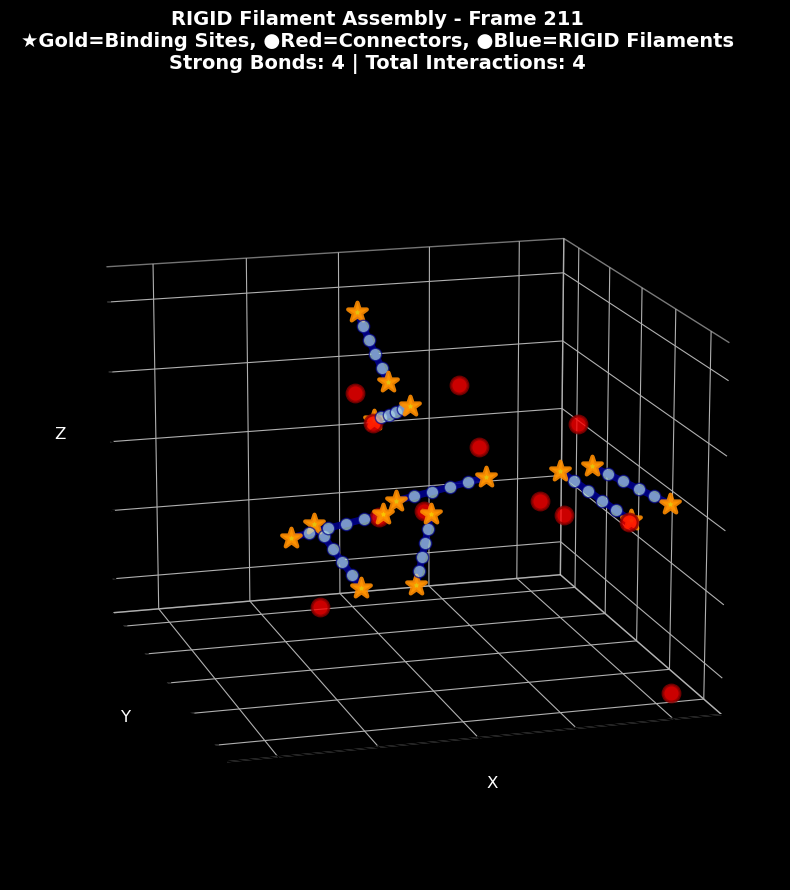 RIGID Filament Assembly - Frame 211
★Gold=Binding Sites, ●Red=Connectors, ●Blue=RIGID Filaments
Strong Bonds: 4 | Total Interactions: 4
Z
Y
X